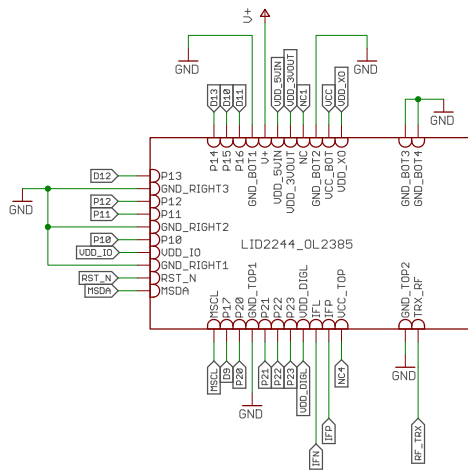 V+
GND
GND
D13
D10
D11
VDD_5VIN
VDD_3VOUT
NC1
VCC
VDD_XO
GND
P14
P15
P16
GND_BOT1
U+
VDD_5VIN
VDD_3VOUT
NC
GND_BOT2
VCC_BOT
VDD_XO
GND_BOT3
GND_BOT4
D12
P13
GND_RIGHT3
GND
P12
P12
P11
P11
GND_RIGHT2
P10
P10
VDD_IO
VDD_IO
GND_RIGHT1
RST_N
RST_N
MSDA
MSDA
LID2244_OL2385
MSCL
P17
P20
GND_TOP1
P21
P22
P23
VDD_DIGL
IFL
IFP
VCC_TOP
GND_TOP2
TRX_RF
MSCL
D9
P20
GND
P21
P22
P23
VDD_DIGL
IFN
IFP
NC4
GND
RF_TRX